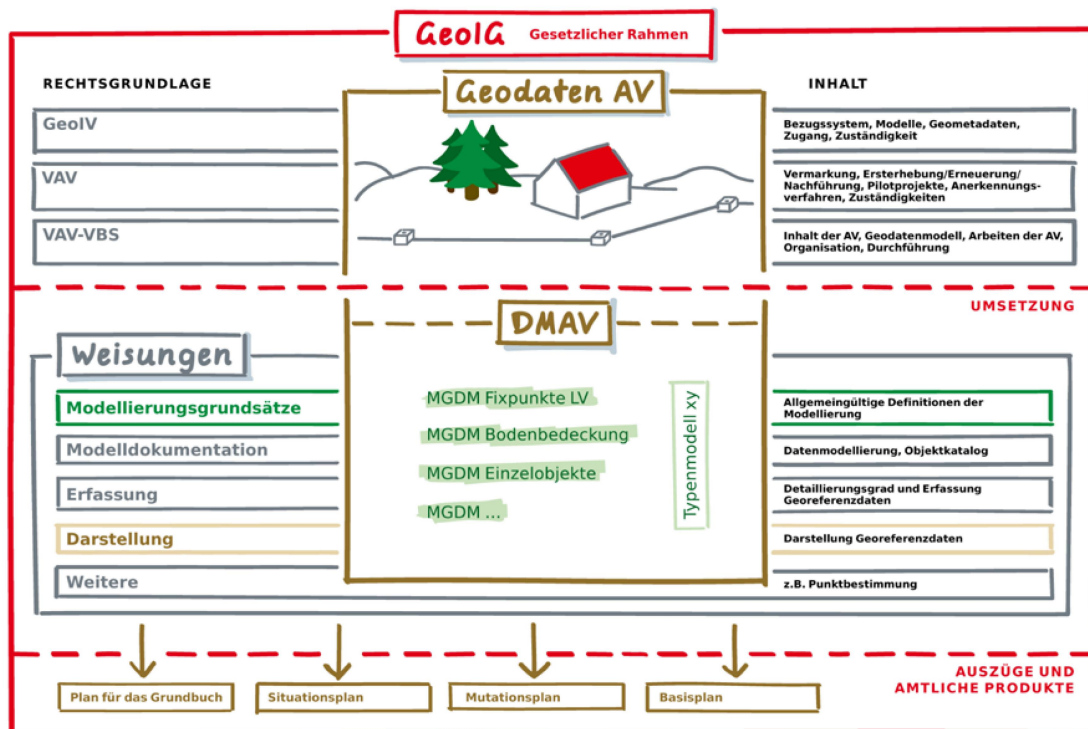 GeoIG Gesetzlicher Rahmen
RECHTSGRUNDLAGE
Geodaten AV
INHALT
GeoIV
Bezugssystem, Modelle, Geometadaten,
Zugang, Zuständigkeit
VAV
Vermarkung, Ersterhebung/Erneuerung/
Nachführung, Pilotprojekte, Anerkennungs-
verfahren, Zuständigkeiten
VAV-VBS
Inhalt der AV, Geodatenmodell, Arbeiten der AV,
Organisation, Durchführung
UMSETZUNG
DMAV
Weisungen
Modellierungsgrundsätze
Modelldokumentation
Erfassung
Darstellung
Weitere
MGDM Fixpunkte LV
MGDM Bodenbedeckung
MGDM Einzelobjekte
MGDM ...
Typenmodell xy
Allgemeingültige Definitionen der
Modellierung
Datenmodellierung, Objektkatalog
Detaillierungsgrad und Erfassung
Georeferenzdaten
Darstellung Georeferenzdaten
z.B. Punktbestimmung
AUSZÜGE UND
AMTLICHE PRODUKTE
Plan für das Grundbuch
Situationsplan
Mutationsplan
Basisplan